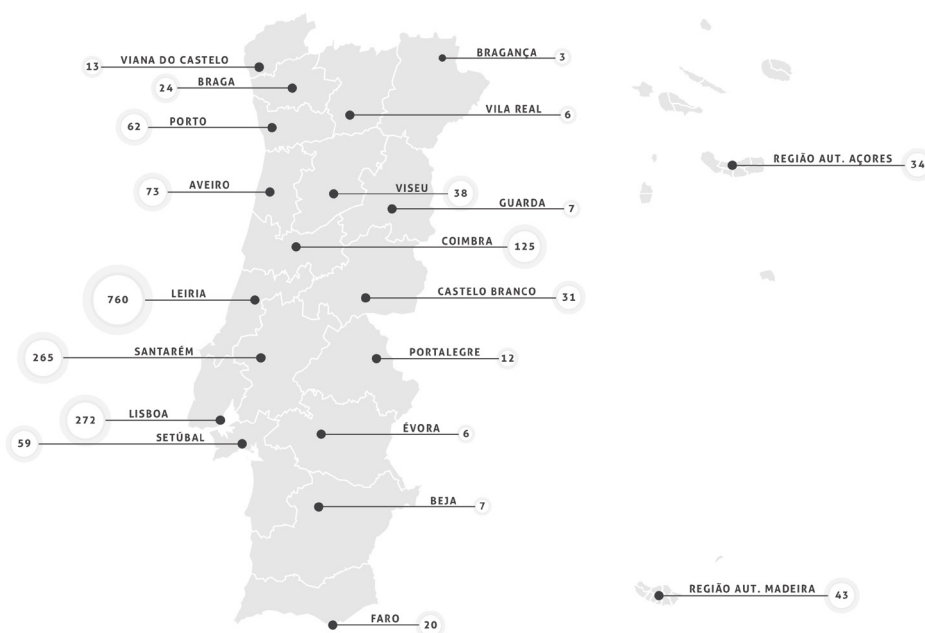 VIANA DO CASTELO
13
BRAGANÇA
3
BRAGA
24
VILA REAL
6
PORTO
62
REGIÃO AUT. AÇORES
34
AVEIRO
73
VISEU
38
GUARDA
7
COIMBRA
125
LEIRIA
760
CASTELO BRANCO
31
SANTARÉM
265
PORTALEGRE
12
LISBOA
272
SETÚBAL
59
ÉVORA
6
BEJA
7
REGIÃO AUT. MADEIRA
43
FARO
20